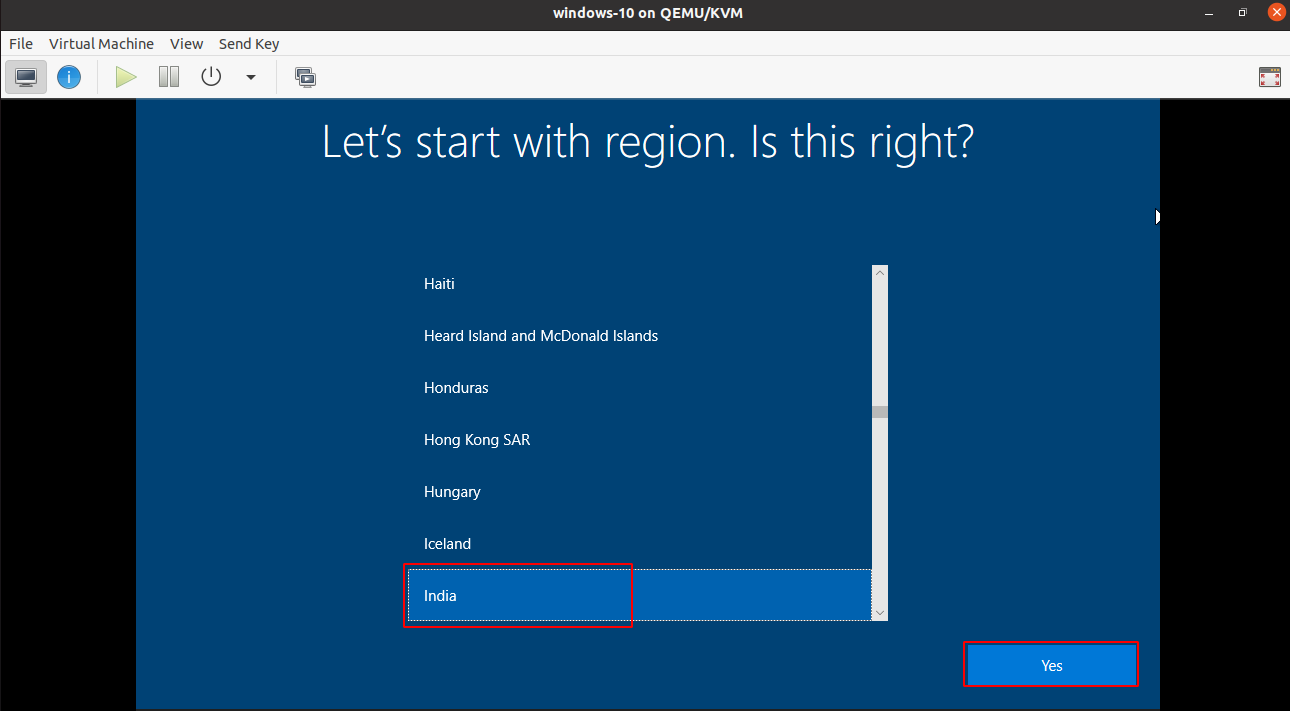 windows-10 on QEMU/KVM
File Virtual Machine View Send Key
Let's start with region. Is this right?
Haiti
Heard Island and McDonald Islands
Honduras
Hong Kong SAR
Hungary
Iceland
India
Yes